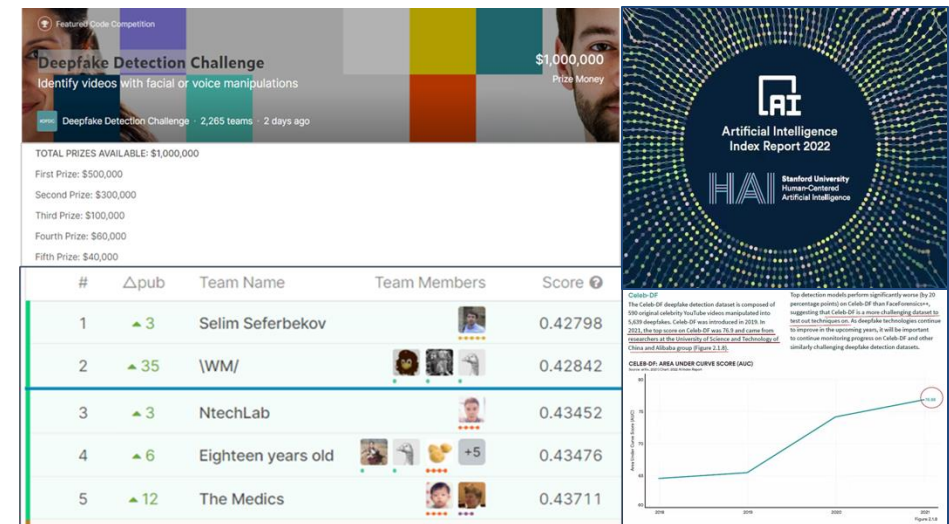 Featured Code Competition
Deepfake Detection Challenge
Identify videos with facial or voice manipulations
$1,000,000
Prize Money
Deepfake Detection Challenge · 2,265 teams · 2 days ago
TOTAL PRIZES AVAILABLE: $1,000,000
First Prize: $500,000
Second Prize: $300,000
Third Prize: $100,000
Fourth Prize: $60,000
Fifth Prize: $40,000
# △pub Team Name Team Members Score
1 ▲ 3 Selim Seferbekov 0.42798
2 ▲ 35 \WM/ 0.42842
3 ▲ 3 NtechLab 0.43452
4 ▲ 6 Eighteen years old +5 0.43476
5 ▲ 12 The Medics 0.43711
AI
Artificial Intelligence
Index Report 2022
HAI
Stanford University
Human-Centered
Artificial Intelligence
Celeb-DF
The Celeb-DF deepfake detection dataset is composed of
590 original celebrity YouTube videos manipulated into
5,639 deepfakes. Celeb-DF was introduced in 2019. In
2021, the top score on Celeb-DF was 76.9 and came from
researchers at the University of Science and Technology of
China and Alibaba group (Figure 2.1.8).
Top detection models perform significantly worse (by 20
percentage points) on Celeb-DF than FaceForensics++,
suggesting that Celeb-DF is a more challenging dataset to
test out techniques on. As deepfake technologies continue
to improve in the upcoming years, it will be important
to continue monitoring progress on Celeb-DF and other
similarly challenging deepfake detection datasets.
CELEB-DF: AREA UNDER CURVE SCORE (AUC)
Area Under Curve Score (AUC)
80
75
70
65
60
2018
2019
2020
2021
Figure 2.1.8